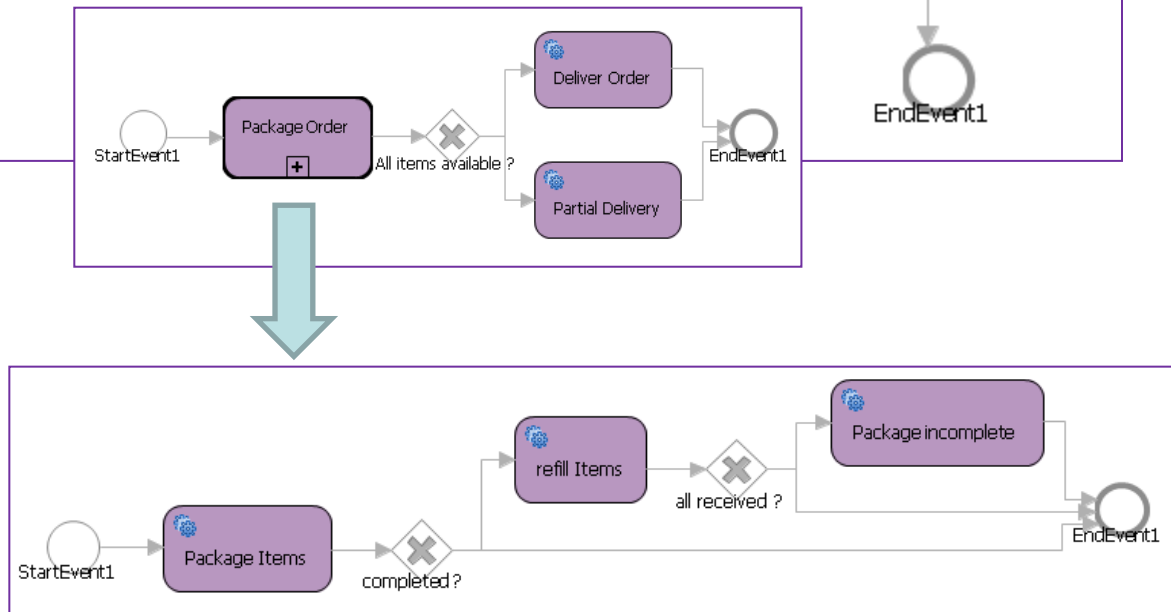 Deliver Order
EndEvent1
Package Order
StartEvent1
All items available ?
EndEvent1
Partial Delivery
Package incomplete
refill Items
all received ?
EndEvent1
Package Items
StartEvent1
completed ?